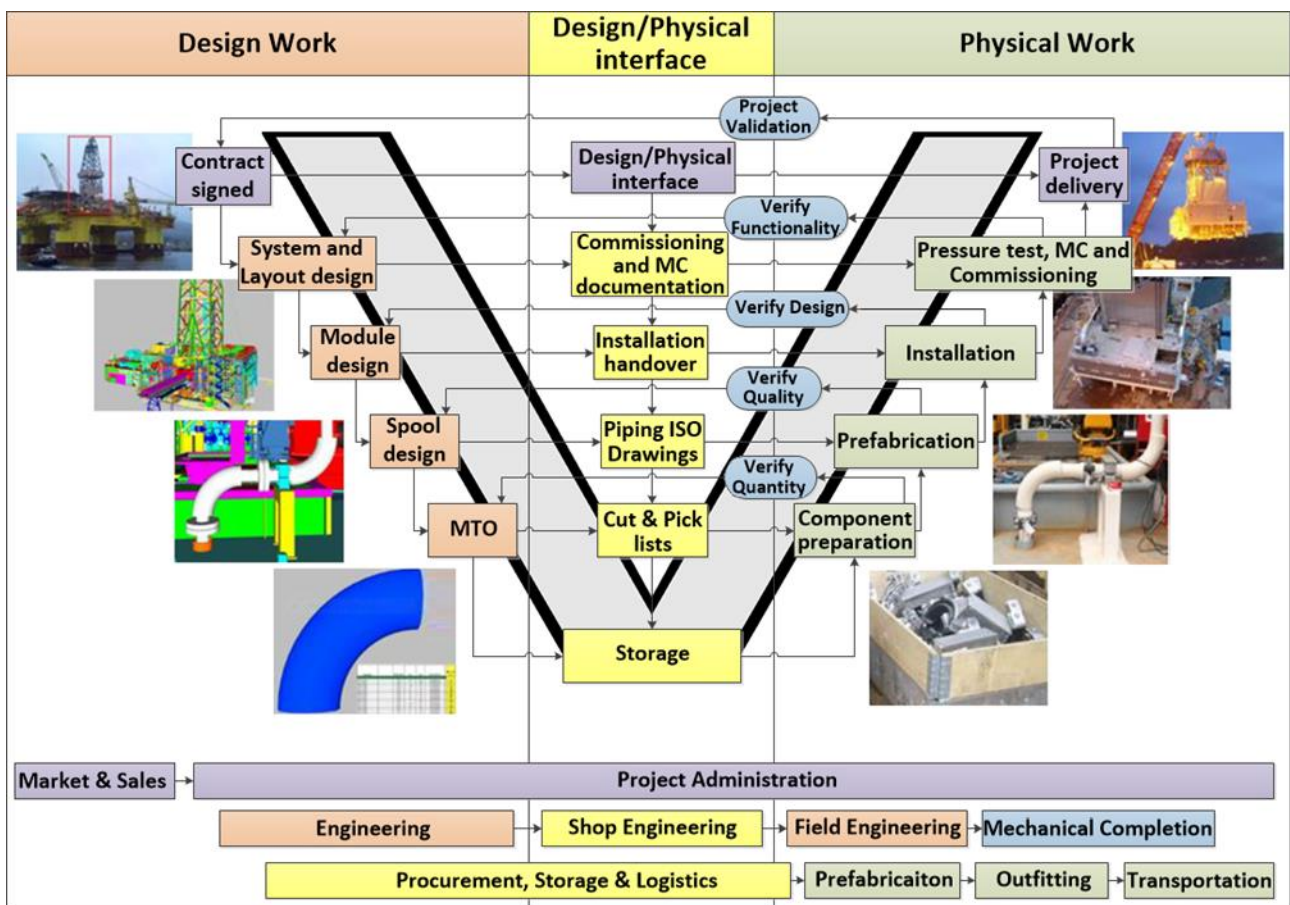 Design Work
Design/Physical
interface
Physical Work
Project
Validation
Contract
signed
Design/Physical
interface
Project
delivery
Verify
Functionality
System and
Layout design
Commissioning
and MC
documentation
Pressure test, MC and
Commissioning
Verify Design
Module
design
Installation
handover
Installation
Verify
Quality
Spool
design
Piping ISO
Drawings
Prefabrication
Verify
Quantity
MTO
Cut & Pick
lists
Component
preparation
Storage
Market & Sales
Project Administration
Engineering
Shop Engineering
Field Engineering
Mechanical Completion
Procurement, Storage & Logistics
Prefabricaiton
Outfitting
Transportation